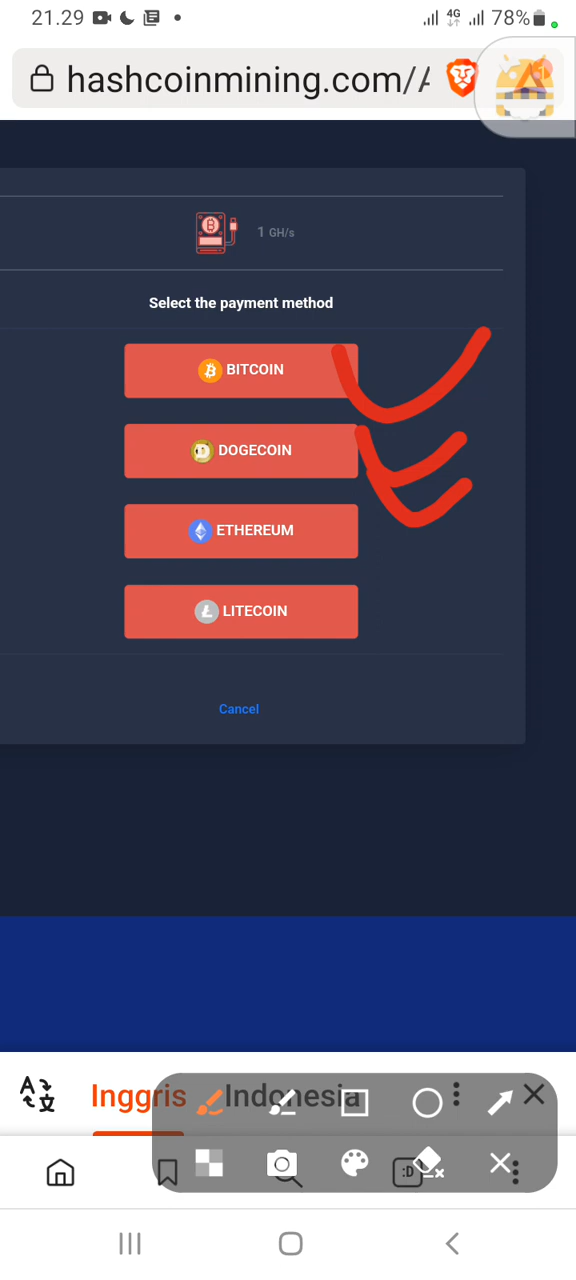 21.29
4G
78%
hashcoinmining.com/A
1 GH/s
Select the payment method
BITCOIN
DOGECOIN
ETHEREUM
LITECOIN
Cancel
Inggris
Indonesia
:D